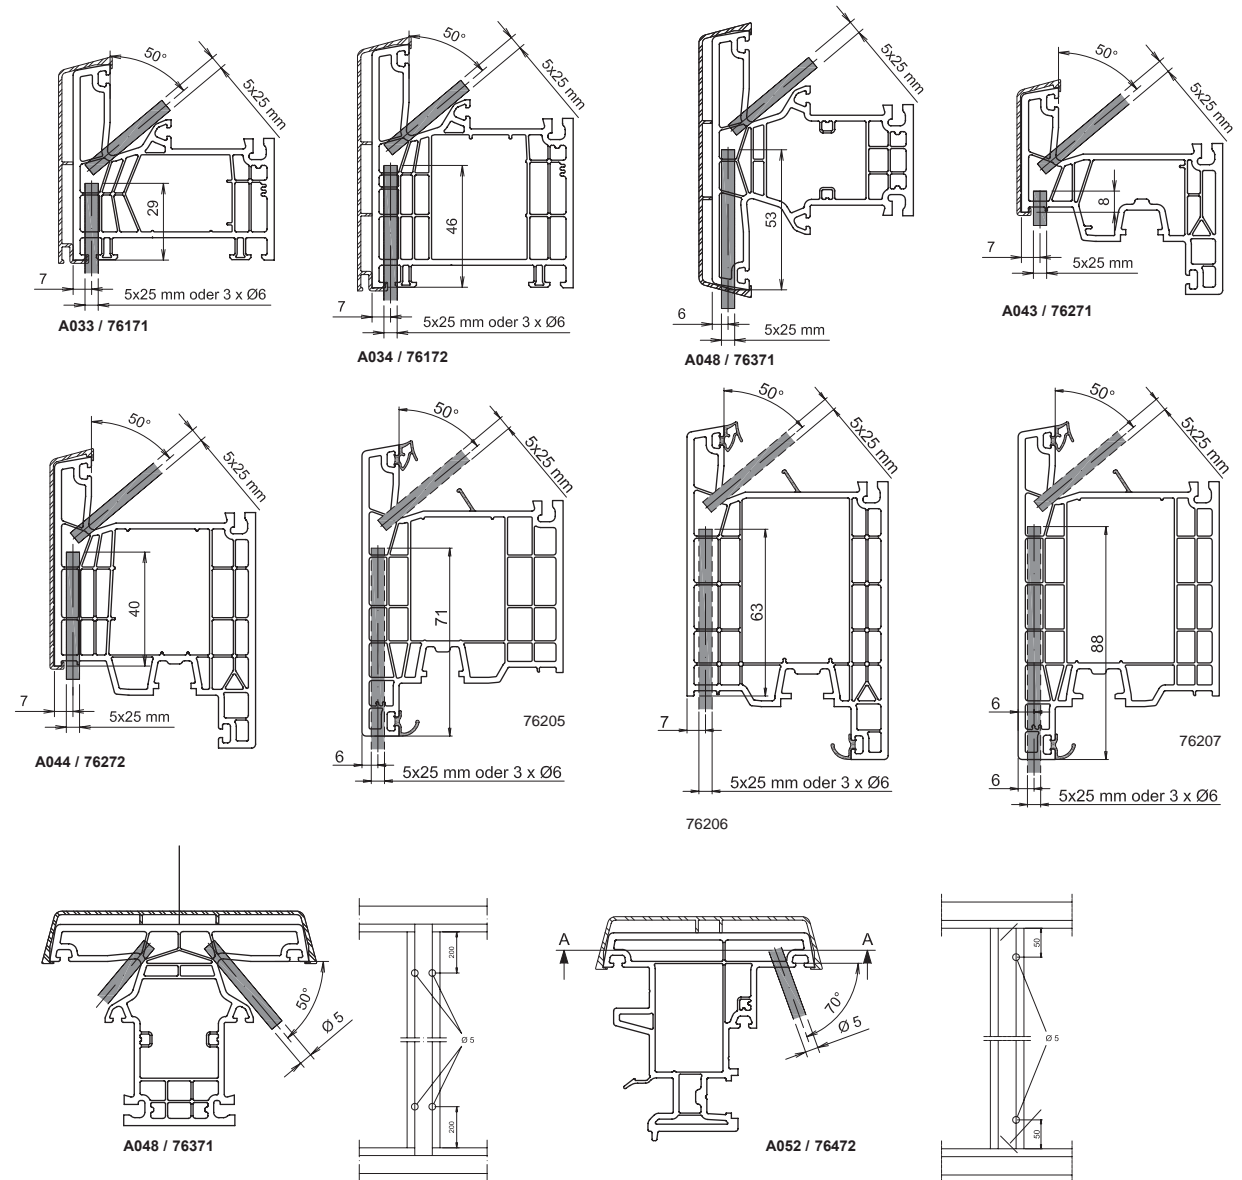 50°
5x25 mm
29
7
5x25 mm oder 3 x Ø6
A033 / 76171
50°
5x25 mm
46
7
5x25 mm oder 3 x Ø6
A034 / 76172
5x25 mm
53
6
5x25 mm
A048 / 76371
50°
5x25 mm
8
7
5x25 mm
A043 / 76271
50°
5x25 mm
40
7
5x25 mm
A044 / 76272
50°
5x25 mm
71
76205
6
5x25 mm oder 3 x Ø6
50°
5x25 mm
63
7
5x25 mm oder 3 x Ø6
76206
50°
5x25 mm
88
6
76207
6
5x25 mm oder 3 x Ø6
50°
Ø 5
A048 / 76371
200
Ø 5
200
A
A
70°
Ø 5
A052 / 76472
50
Ø 5
50